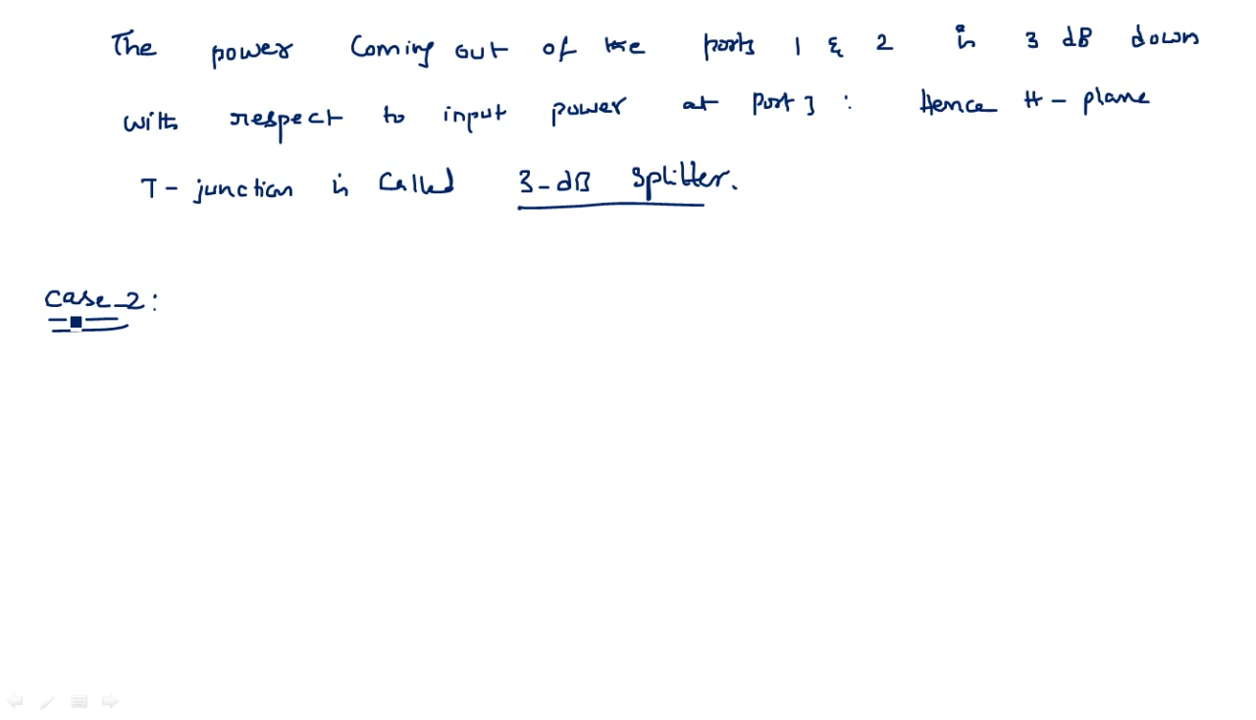 The power coming out of the ports 1 & 2 is 3 dB down
with respect to input power at port 3 : Hence H - plane
T - junction is called 3-dB splitter.
Case-2: